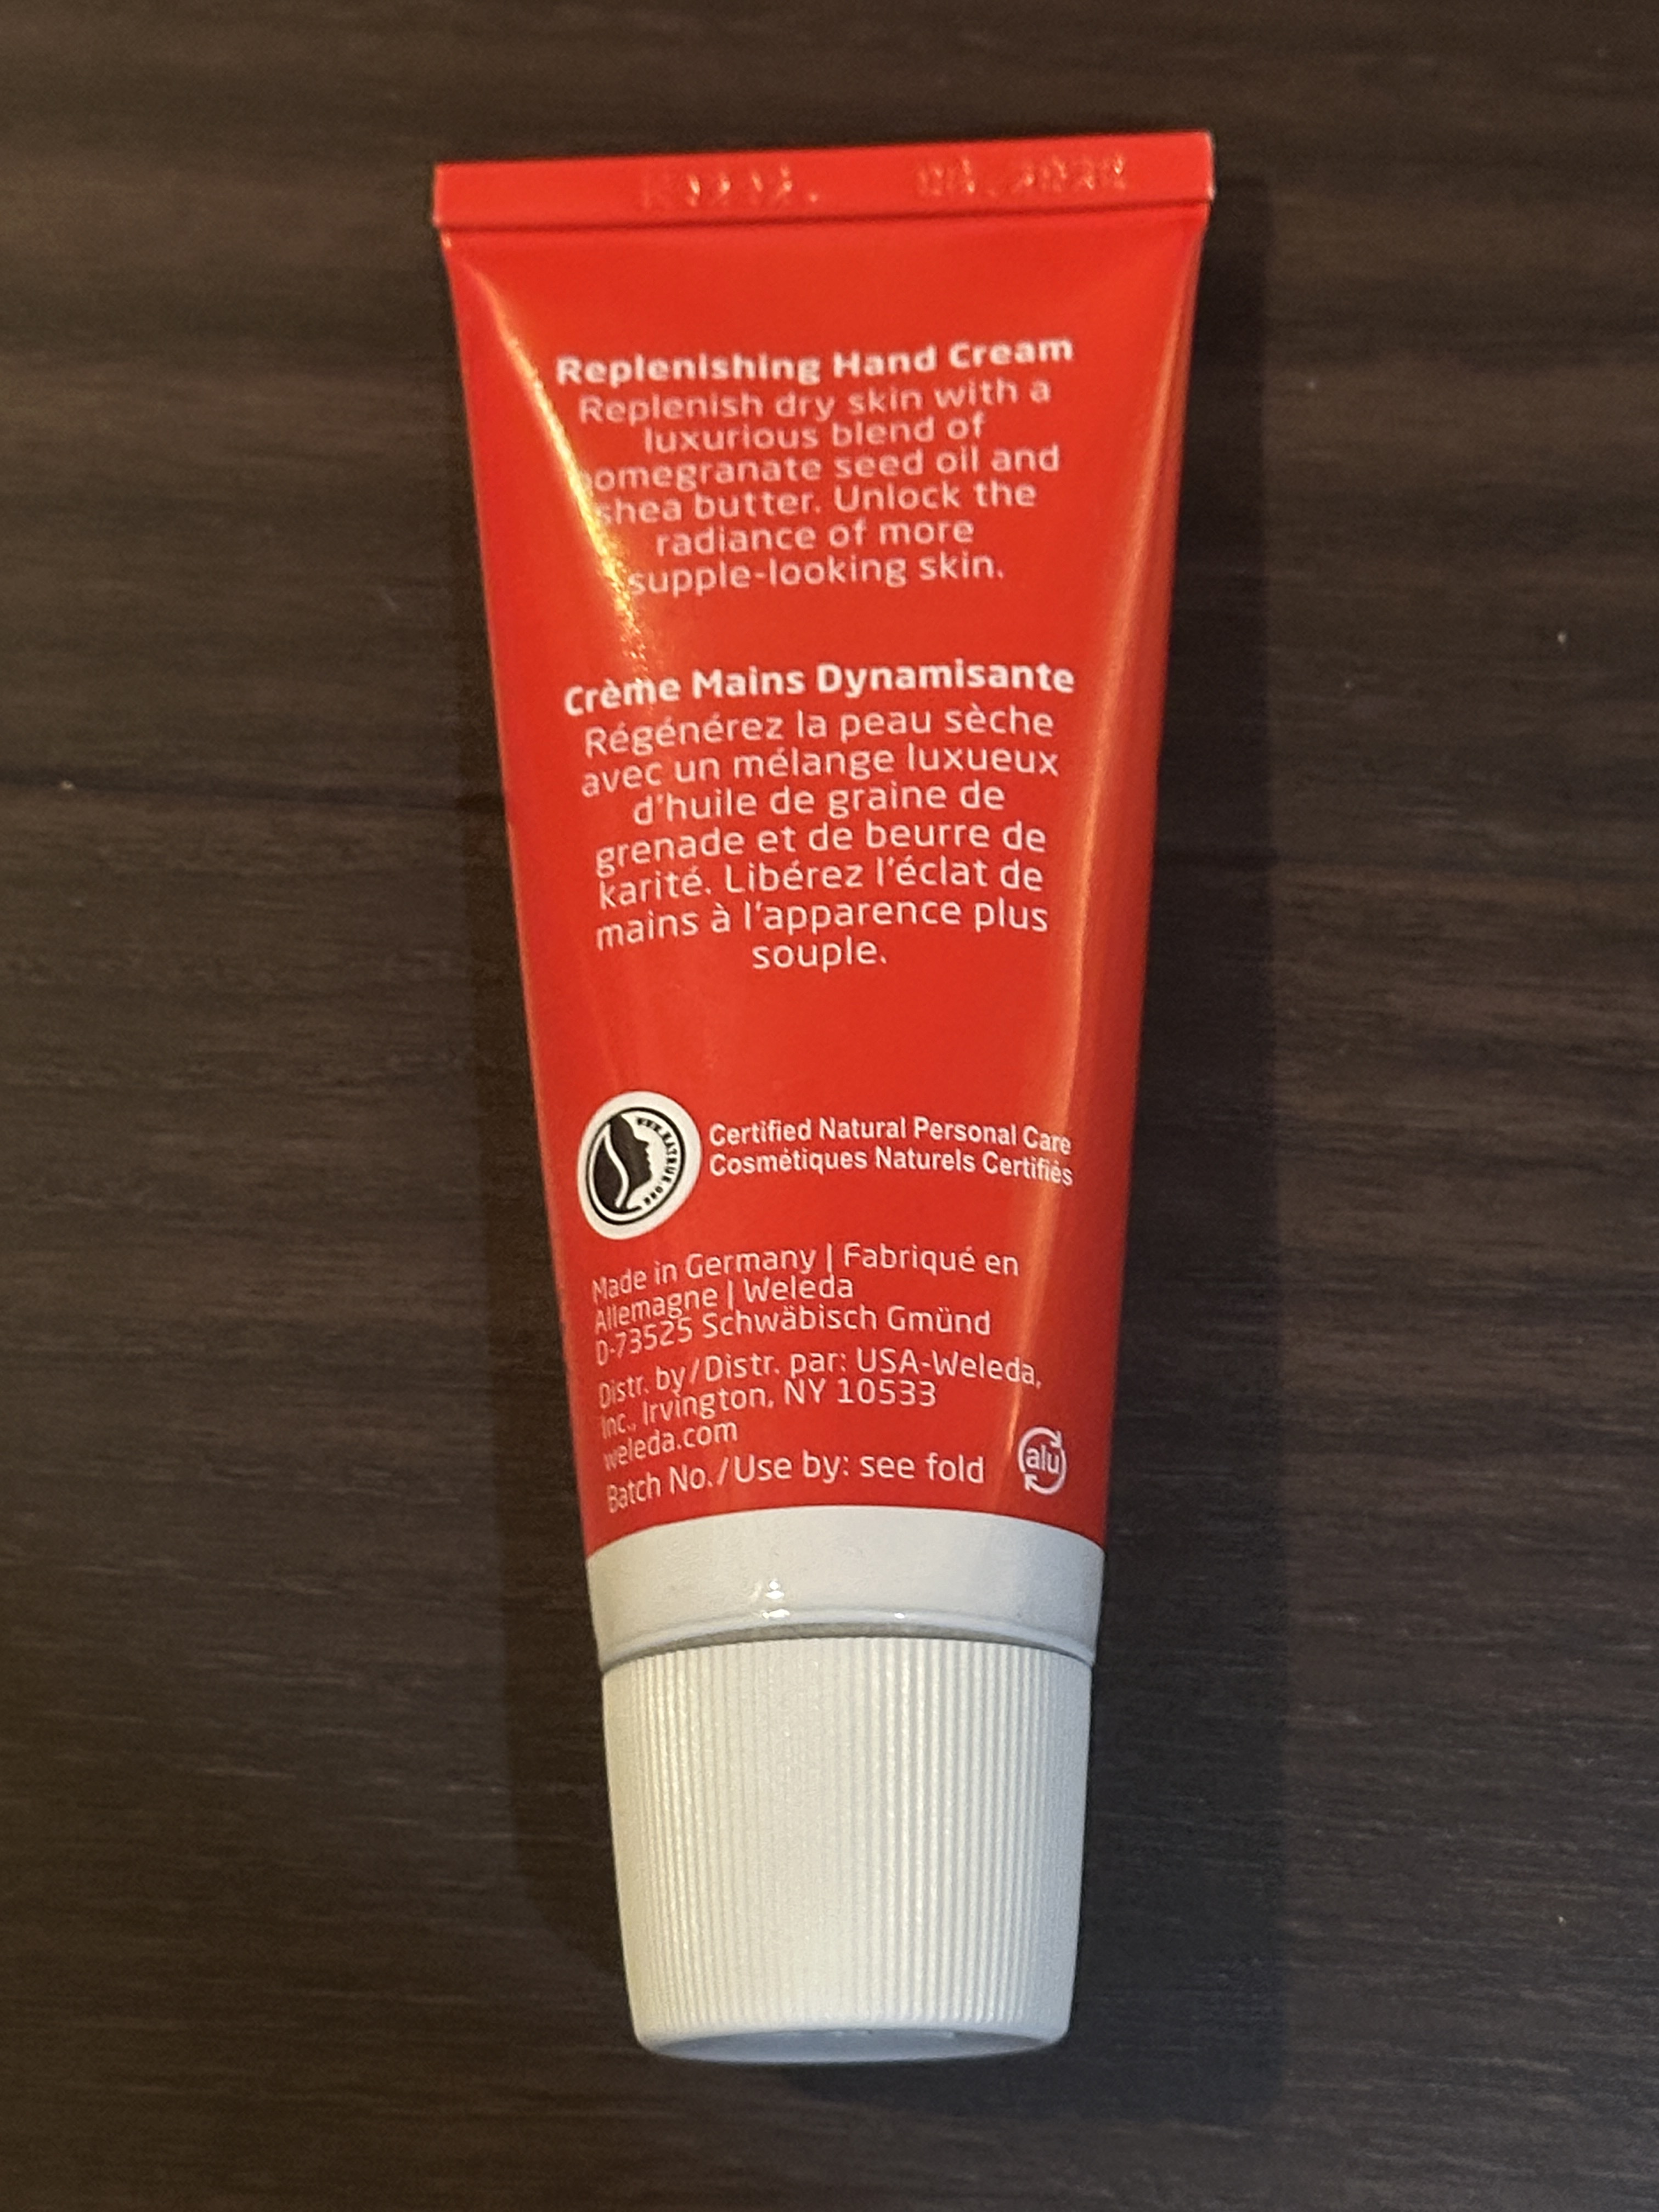 Replenishing Hand Cream
Replenish dry skin with a
luxurious blend of
pomegranate seed oil and
shea butter. Unlock the
radiance of more
supple-looking skin.
Crème Mains Dynamisante
Régénérez la peau sèche
avec un mélange luxueux
d'huile de graine de
grenade et de beurre de
karité. Libérez l'éclat de
mains à l'apparence plus
souple.
Certified Natural Personal Care
Cosmétiques Naturels Certifiés
Made in Germany | Fabriqué en
Allemagne | Weleda
D-73525 Schwäbisch Gmünd
Distr. by/Distr. par: USA-Weleda,
Inc., Irvington, NY 10533
weleda.com
Batch No./Use by: see fold
alu